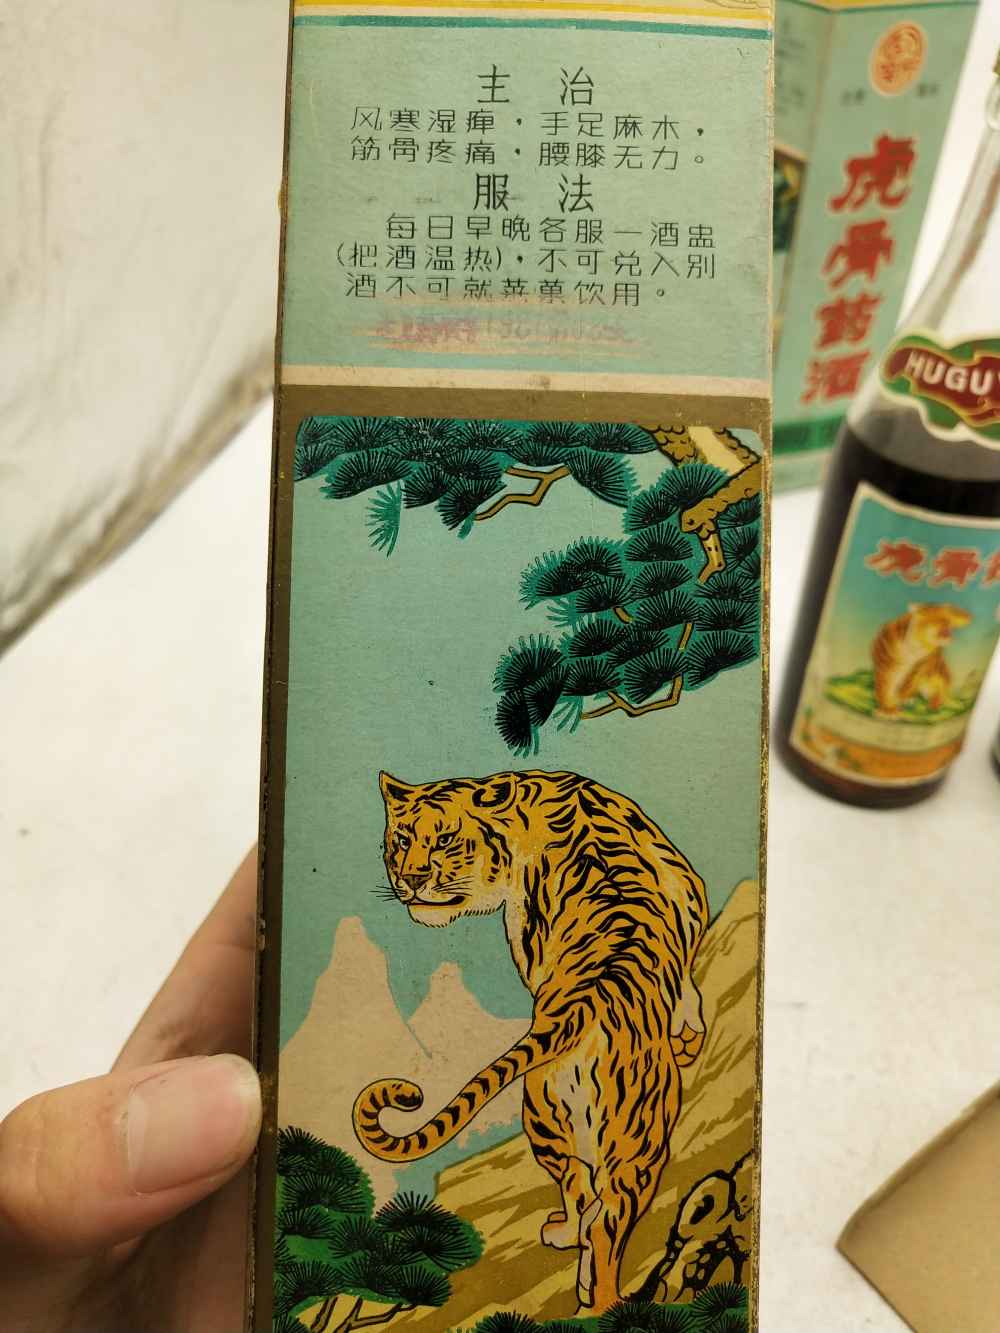 主 治
风寒湿痹，手足麻木，
筋骨疼痛，腰膝无力。
服 法
每日早晚各服一酒盅
(把酒温热)，不可兑入别
酒不可就荤菜饮用。
虎骨药酒
HUGU
虎骨